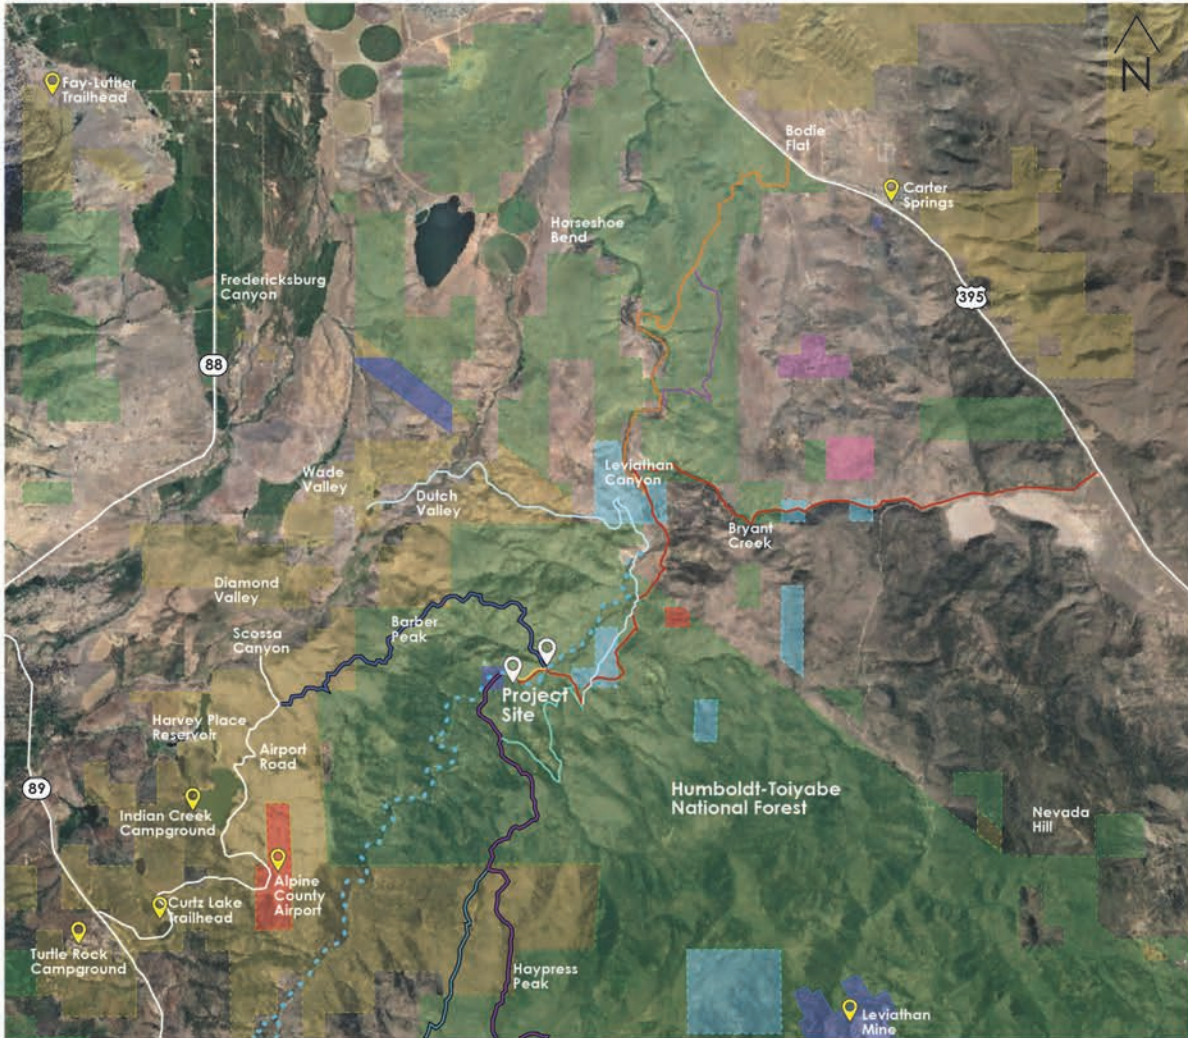 N
Fay-Luther
Trailhead
Bodie
Flat
Carter
Springs
Horseshoe
Bend
Fredericksburg
Canyon
395
88
Wade
Valley
Dutch
Valley
Leviathan
Canyon
Bryant
Creek
Diamond
Valley
Barber
Peak
Scossa
Canyon
Project
Site
Harvey Place
Reservoir
Airport
Road
89
Indian Creek
Campground
Humboldt-Toiyabe
National Forest
Nevada
Hill
Alpine
County
Airport
Curtz Lake
Trailhead
Turtle Rock
Campground
Haypress
Peak
Leviathan
Mine